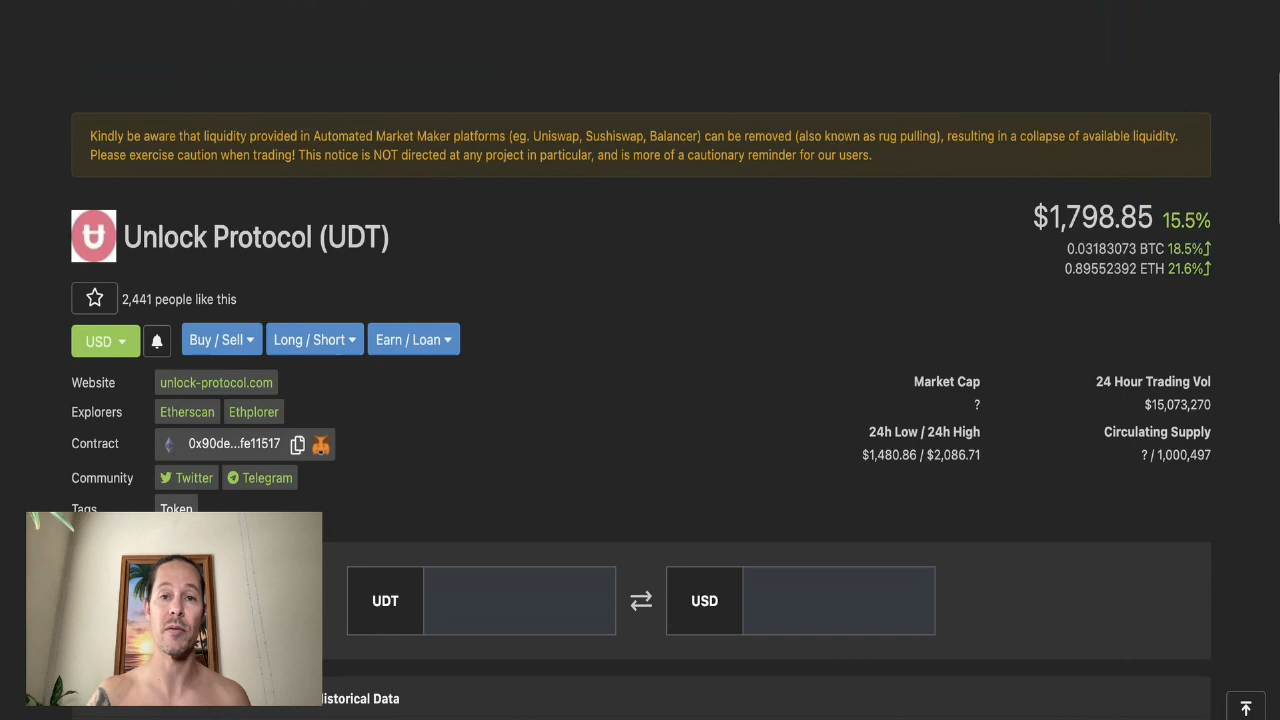 Kindly be aware that liquidity provided in Automated Market Maker platforms (eg. Uniswap, Sushiswap, Balancer) can be removed (also known as rug pulling), resulting in a collapse of available liquidity.
Please exercise caution when trading! This notice is NOT directed at any project in particular, and is more of a cautionary reminder for our users.
Unlock Protocol (UDT)
$1,798.85 15.5%
0.03183073 BTC 18.5%
0.89552392 ETH 21.6%
2,441 people like this
USD
Buy / Sell
Long / Short
Earn / Loan
Website unlock-protocol.com
Explorers Etherscan Ethplorer
Contract 0x90de...fe11517
Community Twitter Telegram
Tags Token
Market Cap
?
24 Hour Trading Vol
$15,073,270
24h Low / 24h High
$1,480.86 / $2,086.71
Circulating Supply
? / 1,000,497
UDT
USD
Historical Data